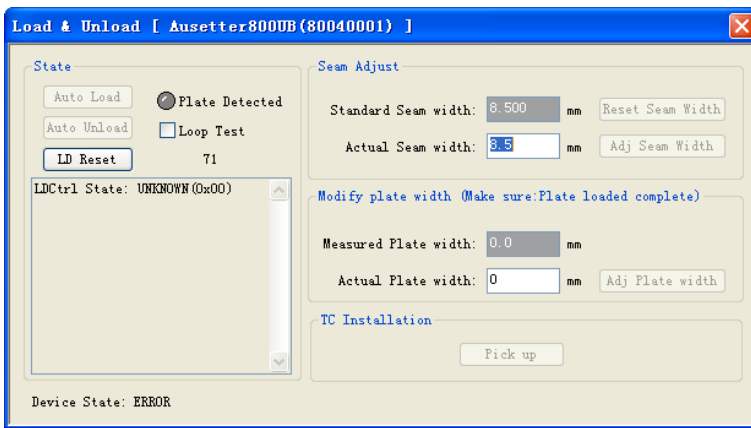 Load & Unload [ Ausetter800UB(80040001) ]
State
Auto Load
Plate Detected
Auto Unload
Loop Test
LD Reset
71
LDCtrl State: UNKNOWN(0x00)
Device State: ERROR
Seam Adjust
Standard Seam width: 8.500 mm Reset Seam Width
Actual Seam width: 8.5 mm Adj Seam Width
Modify plate width (Make sure:Plate loaded complete)
Measured Plate width: 0.0 mm
Actual Plate width: 0 mm Adj Plate width
TC Installation
Pick up